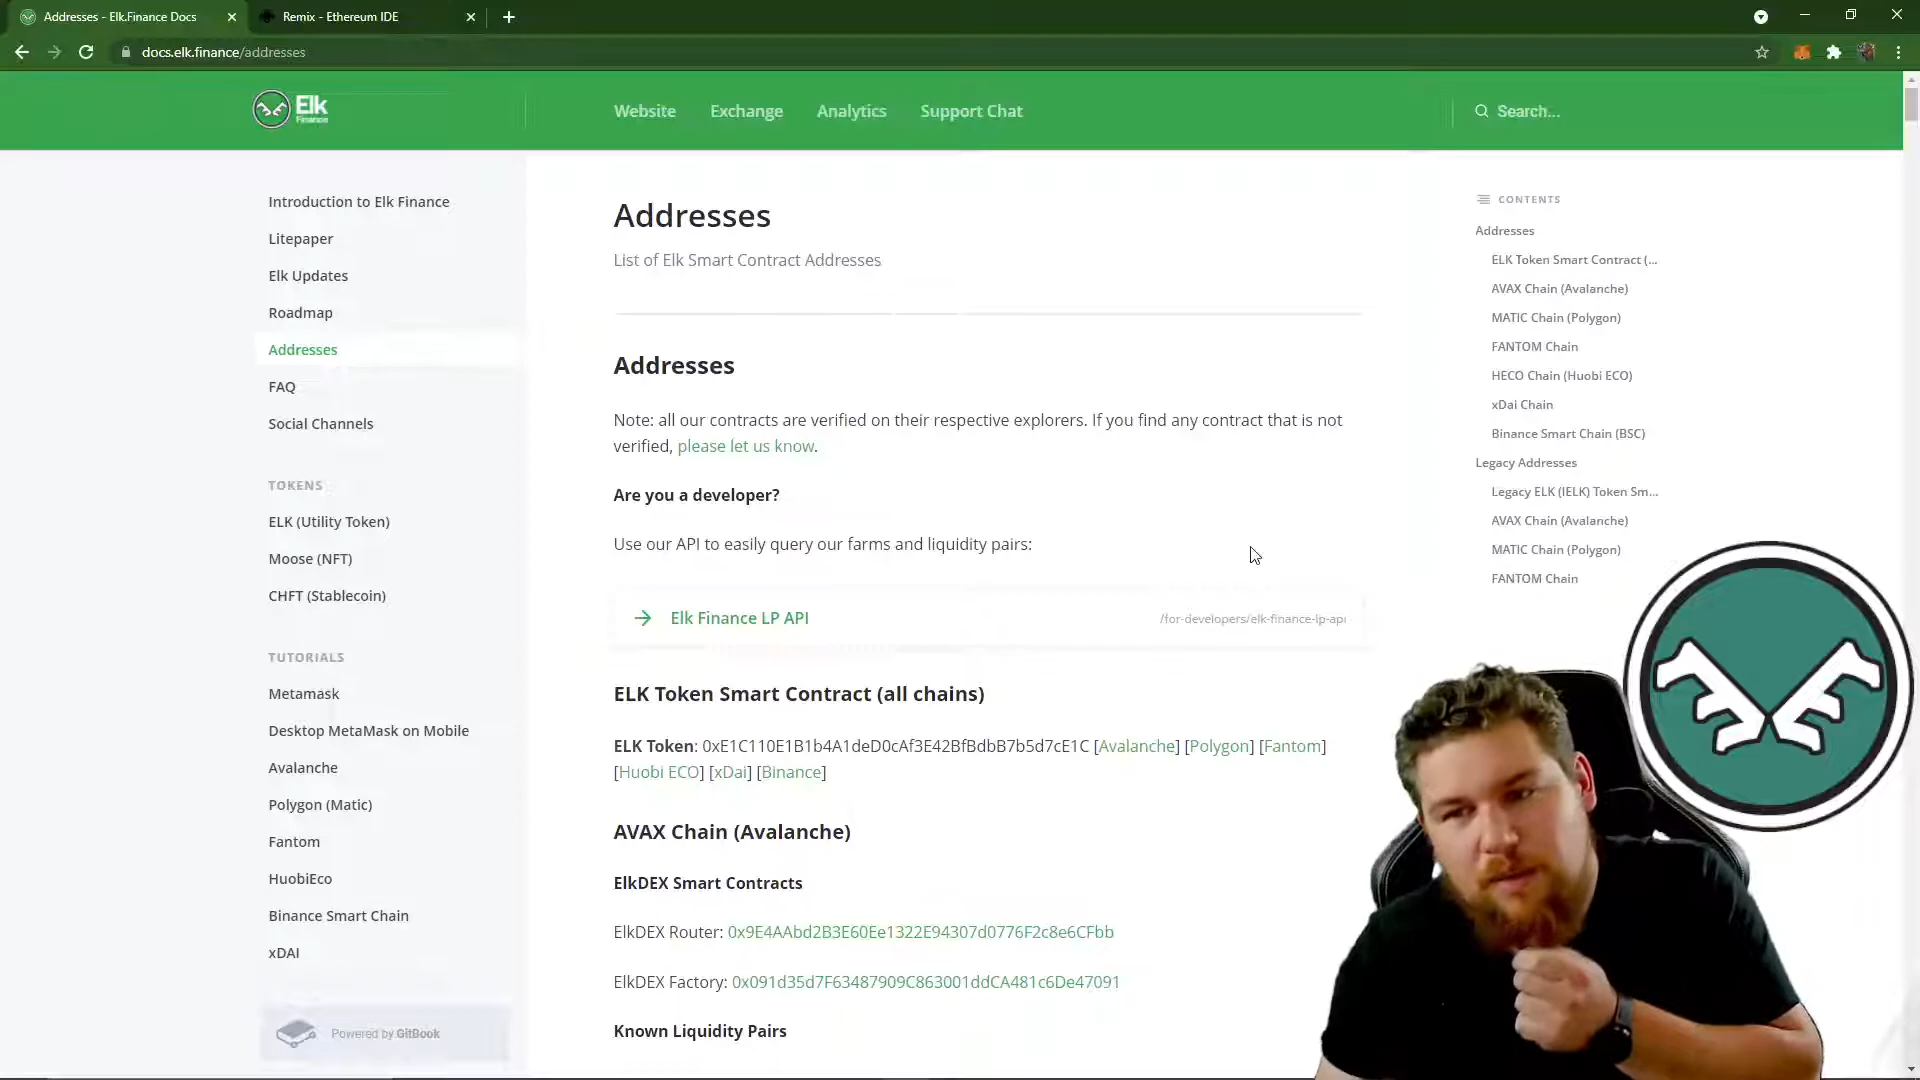 Addresses - Elk.Finance Docs
Remix - Ethereum IDE
docs.elk.finance/addresses
Elk
Finance
Website
Exchange
Analytics
Support Chat
Search...
Introduction to Elk Finance
Litepaper
Elk Updates
Roadmap
Addresses
FAQ
Social Channels
TOKENS
ELK (Utility Token)
Moose (NFT)
CHFT (Stablecoin)
TUTORIALS
Metamask
Desktop MetaMask on Mobile
Avalanche
Polygon (Matic)
Fantom
HuobiEco
Binance Smart Chain
xDAI
Powered by GitBook
Addresses
List of Elk Smart Contract Addresses
Addresses
Note: all our contracts are verified on their respective explorers. If you find any contract that is not
verified, please let us know.
Are you a developer?
Use our API to easily query our farms and liquidity pairs:
Elk Finance LP API
/for-developers/elk-finance-lp-api
ELK Token Smart Contract (all chains)
ELK Token: 0xE1C110E1B1b4A1deD0cAf3E42BfBdbB7b5d7cE1C [Avalanche] [Polygon] [Fantom]
[Huobi ECO] [xDai] [Binance]
AVAX Chain (Avalanche)
ElkDEX Smart Contracts
ElkDEX Router: 0x9E4AAbd2B3E60Ee1322E94307d0776F2c8e6CFbb
ElkDEX Factory: 0x091d35d7F63487909C863001ddCA481c6De47091
Known Liquidity Pairs
CONTENTS
Addresses
ELK Token Smart Contract (...
AVAX Chain (Avalanche)
MATIC Chain (Polygon)
FANTOM Chain
HECO Chain (Huobi ECO)
xDai Chain
Binance Smart Chain (BSC)
Legacy Addresses
Legacy ELK (lELK) Token Sm...
AVAX Chain (Avalanche)
MATIC Chain (Polygon)
FANTOM Chain